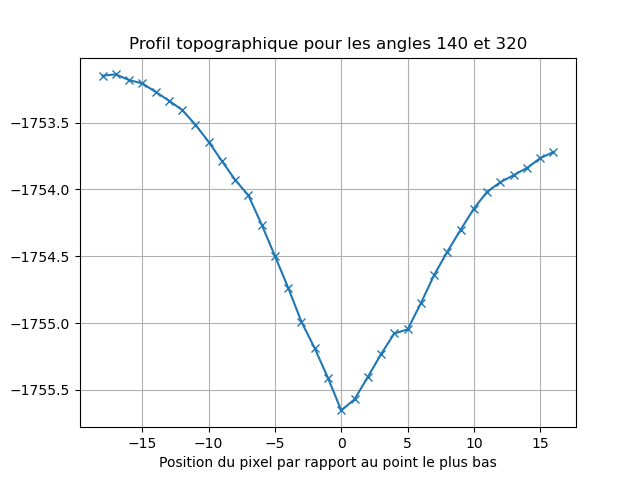 Profil topographique pour les angles 140 et 320
−1753.5
−1754.0
−1754.5
−1755.0
−1755.5
−15 −10 −5 0 5 10 15
Position du pixel par rapport au point le plus bas